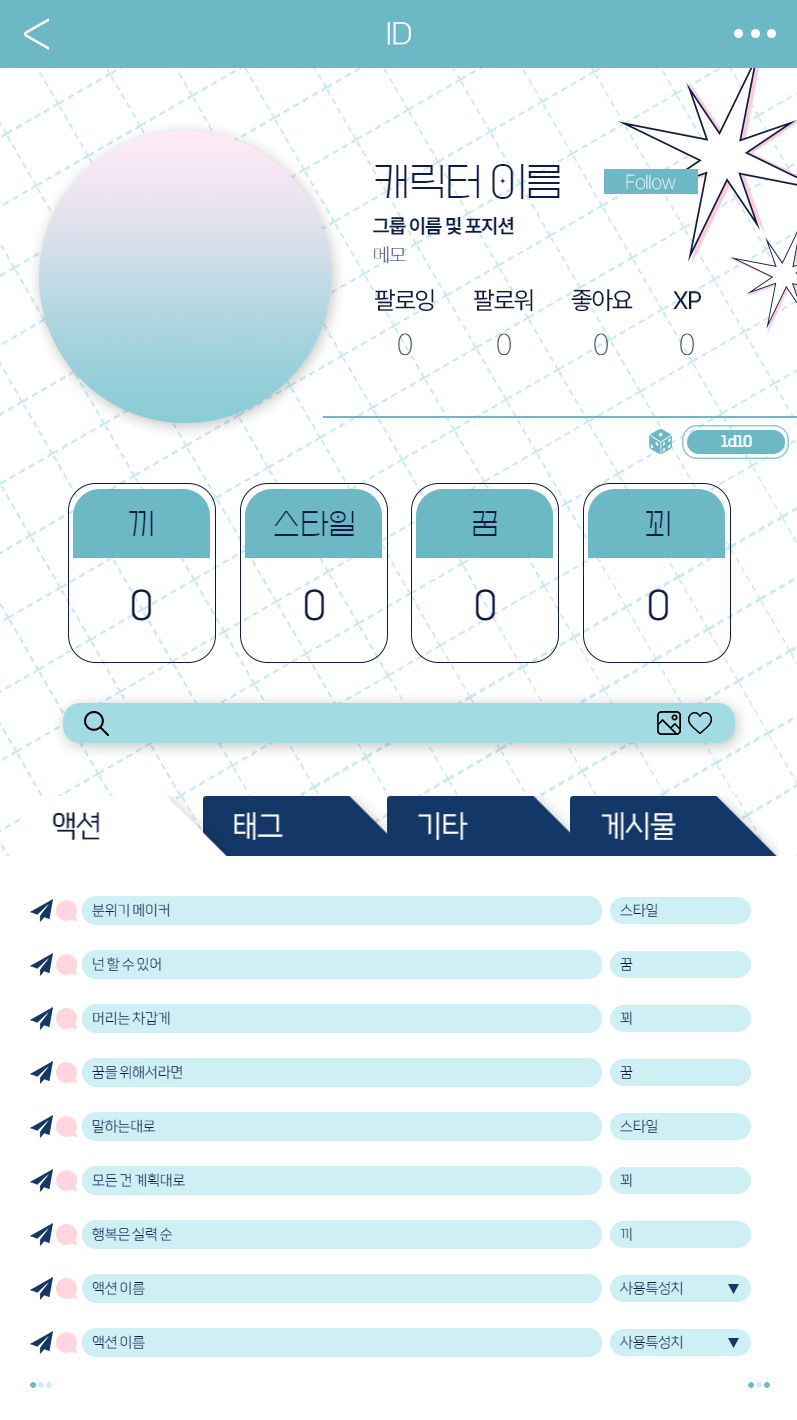 ID
캐릭터 이름
Follow
그룹 이름 및 포지션
메모
팔로잉 팔로워 좋아요 XP
0 0 0 0
1d10
끼 스타일 꿈 꾀
0 0 0 0
액션 태그 기타 게시물
분위기 메이커 스타일
넌 할 수 있어 꿈
머리는 차갑게 꾀
꿈을 위해서라면 꿈
말하는대로 스타일
모든 건 계획대로 꾀
행복은 실력 순 끼
액션 이름 사용특성치
액션 이름 사용특성치